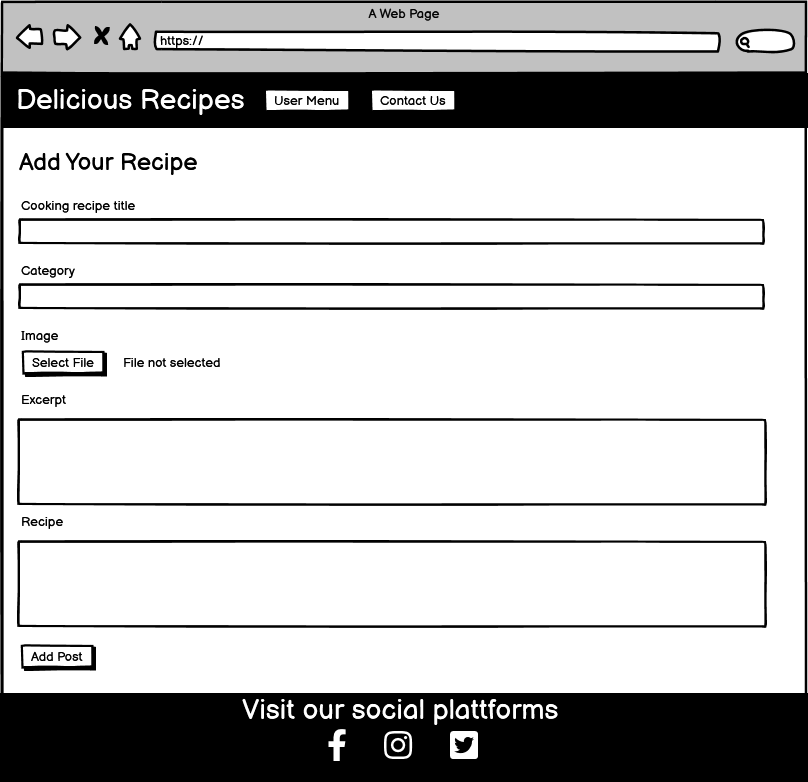 A Web Page
https://
Delicious Recipes User Menu Contact Us
Add Your Recipe
Cooking recipe title
Category
Image
Select File File not selected
Excerpt
Recipe
Add Post
Visit our social plattforms